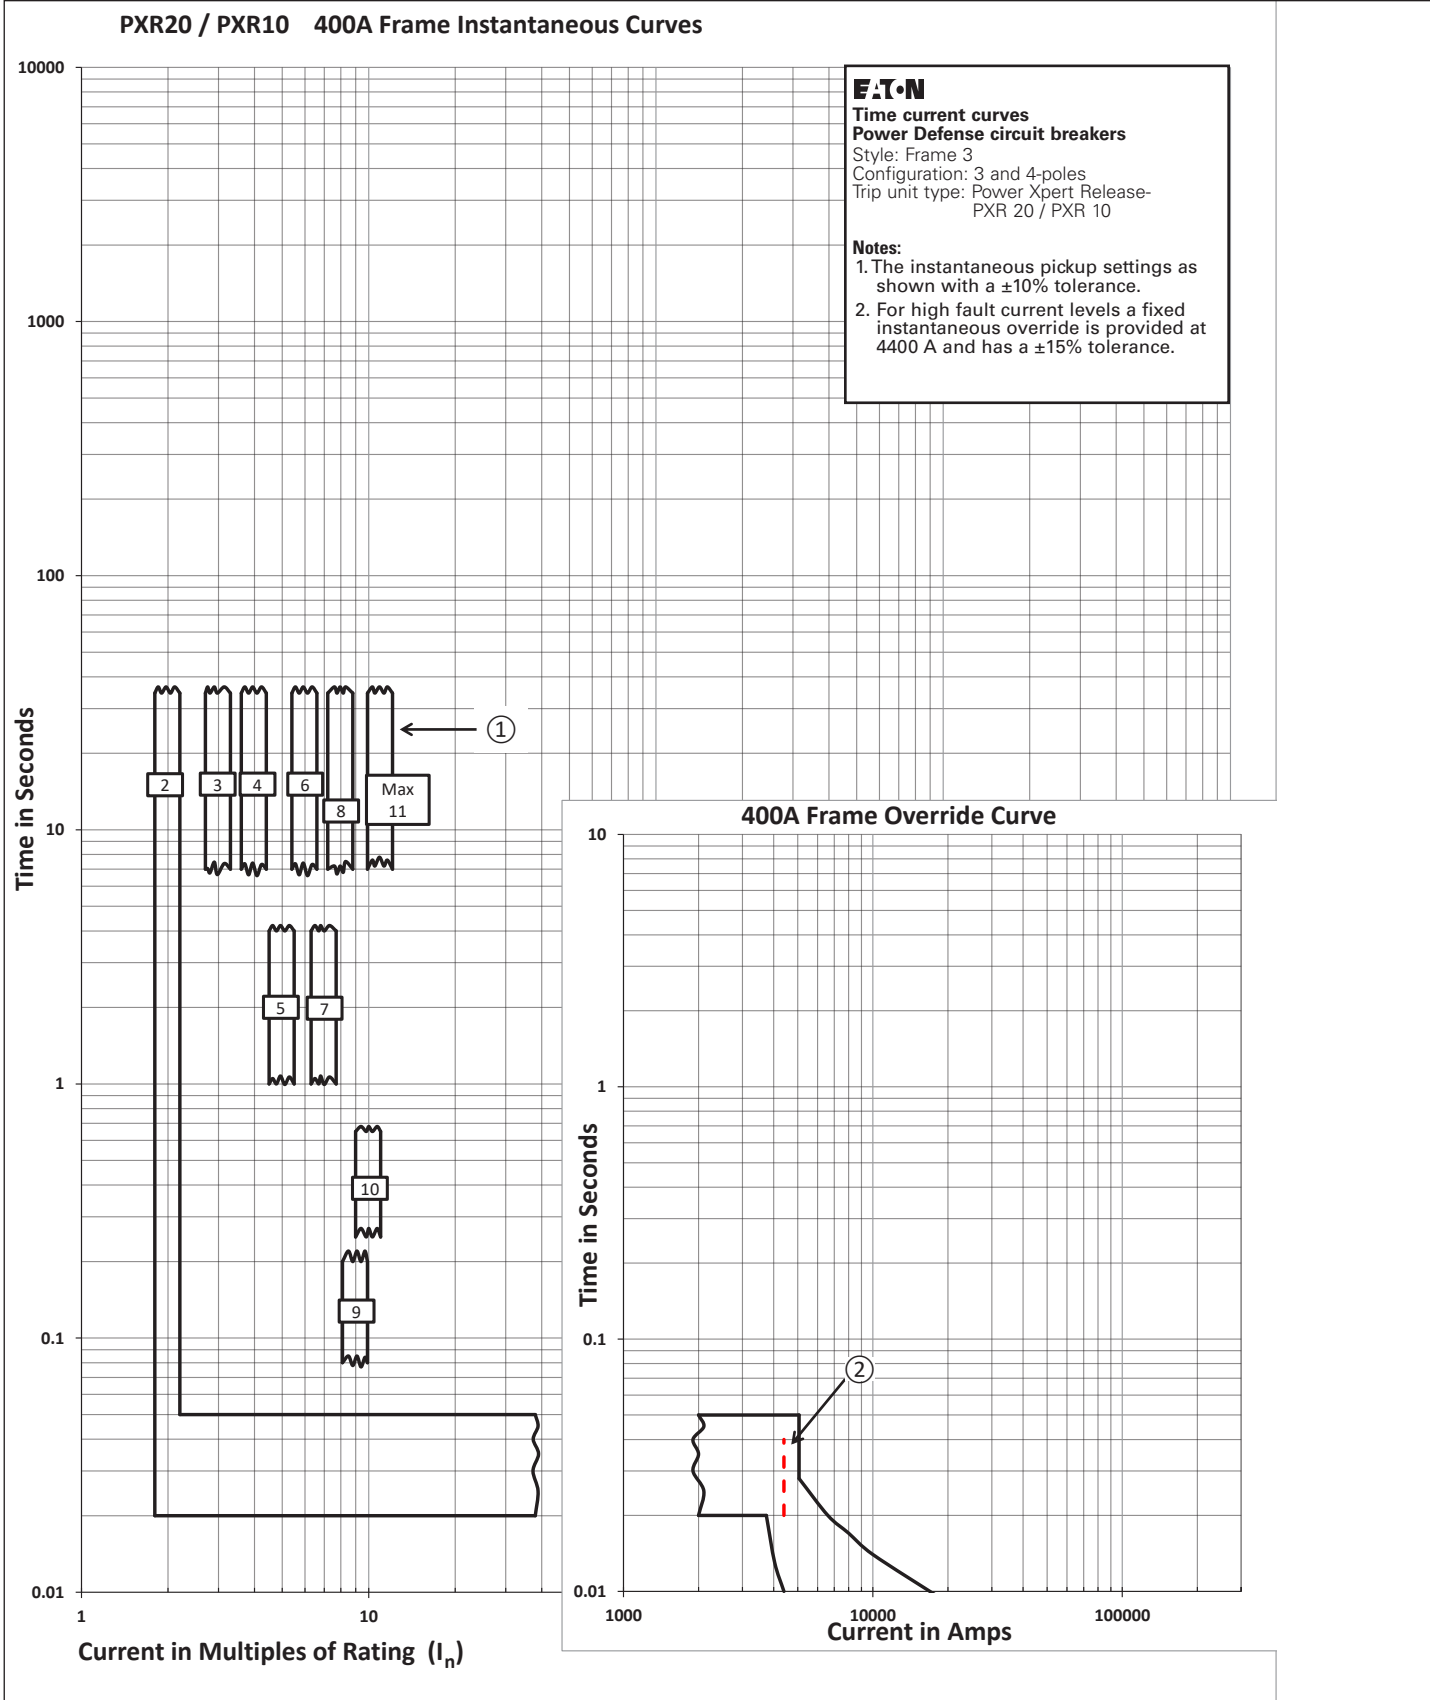 PXR20 / PXR10 400A Frame Instantaneous Curves
EATON
Time current curves
Power Defense circuit breakers
Style: Frame 3
Configuration: 3 and 4-poles
Trip unit type: Power Xpert Release-
PXR 20 / PXR 10
Notes:
1. The instantaneous pickup settings as
shown with a ±10% tolerance.
2. For high fault current levels a fixed
instantaneous override is provided at
4400 A and has a ±15% tolerance.
10000
1000
100
10
1
0.1
0.01
Time in Seconds
1
2
3
4
6
8
Max
11
5
7
10
9
1
10
Current in Multiples of Rating (In)
400A Frame Override Curve
10
1
0.1
0.01
Time in Seconds
2
1000
10000
100000
Current in Amps